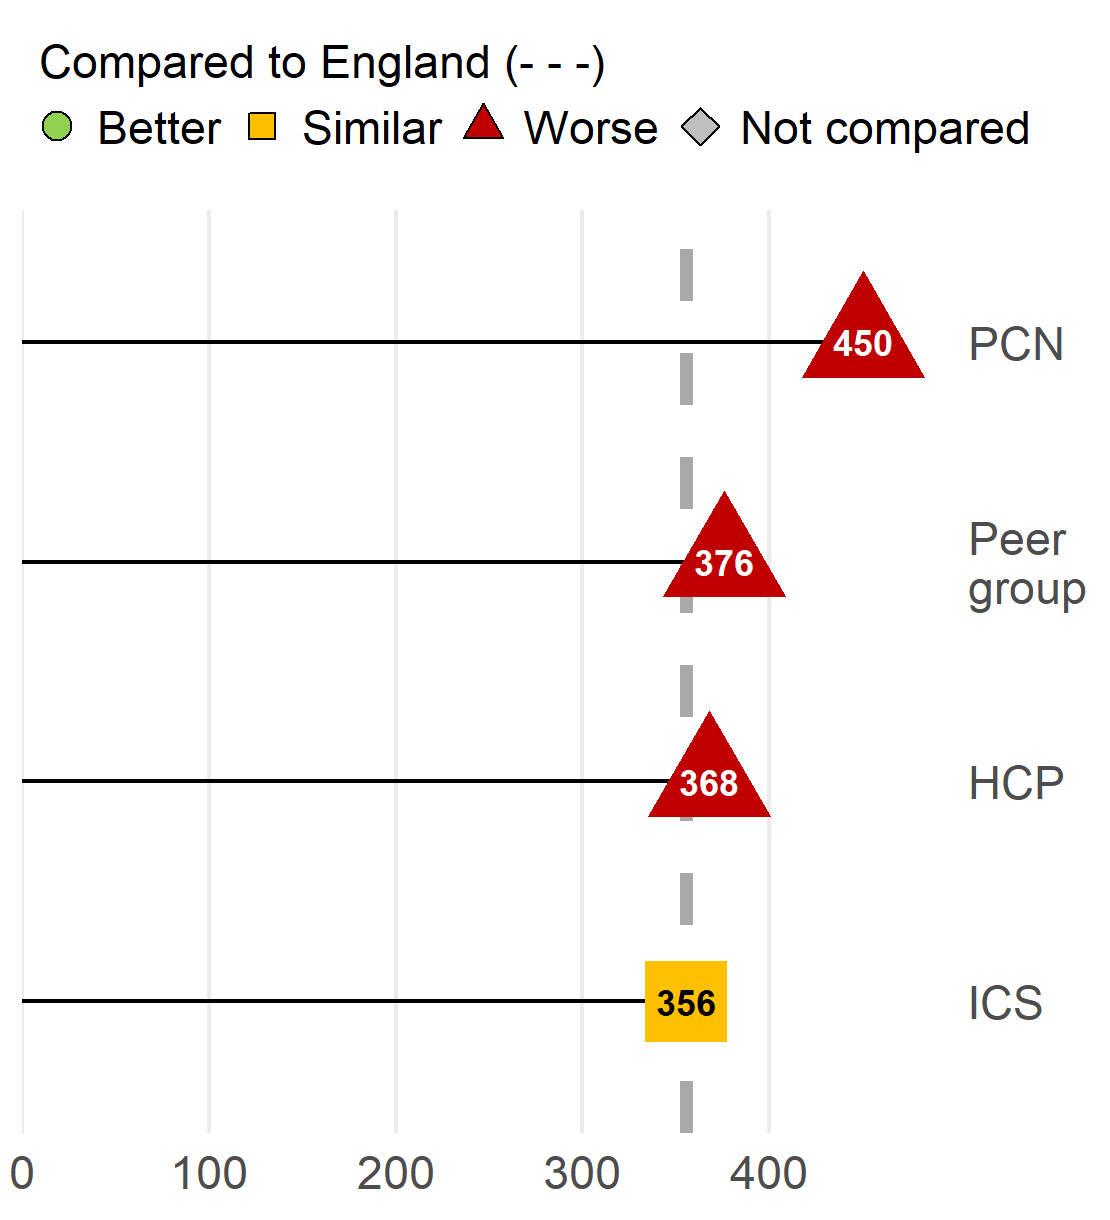 Compared to England (- - -)
Better Similar Worse Not compared
450 PCN
376 Peer
group
368 HCP
356 ICS
0 100 200 300 400